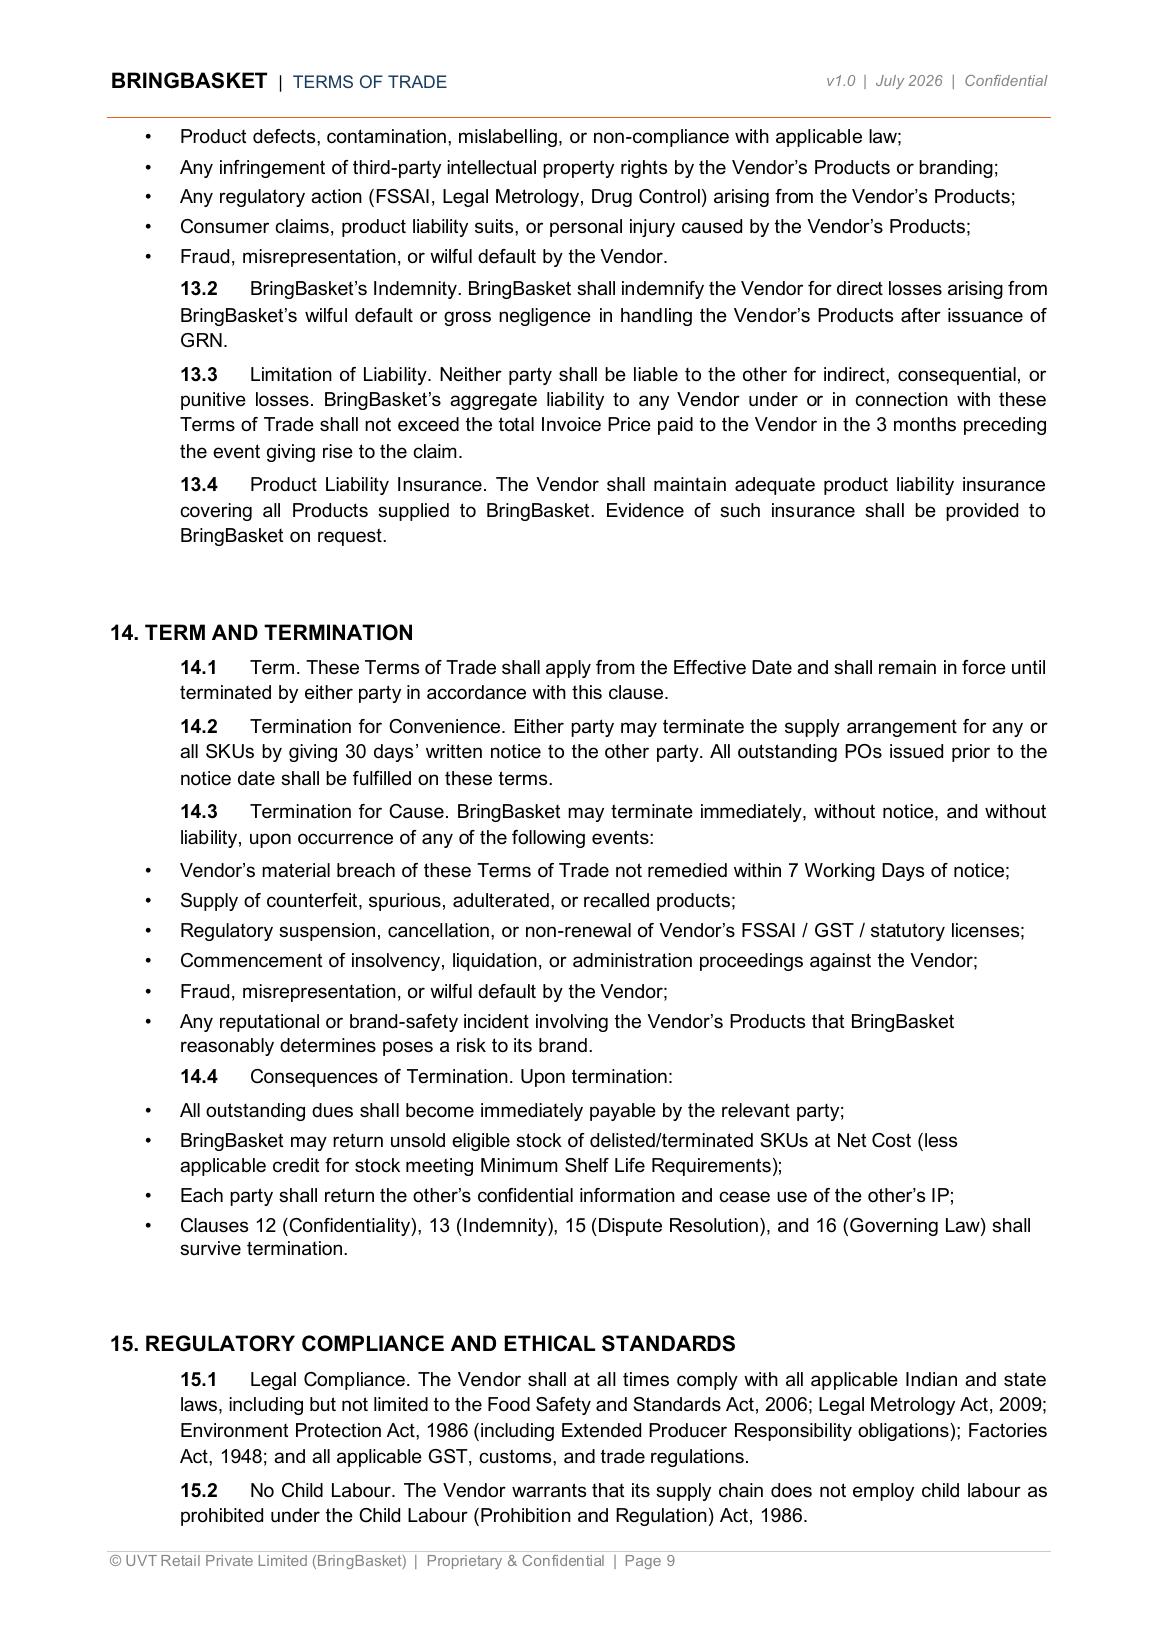 BRINGBASKET | TERMS OF TRADE
v1.0 | July 2026 | Confidential
• Product defects, contamination, mislabelling, or non-compliance with applicable law;
• Any infringement of third-party intellectual property rights by the Vendor’s Products or branding;
• Any regulatory action (FSSAI, Legal Metrology, Drug Control) arising from the Vendor’s Products;
• Consumer claims, product liability suits, or personal injury caused by the Vendor’s Products;
• Fraud, misrepresentation, or wilful default by the Vendor.
13.2 BringBasket’s Indemnity. BringBasket shall indemnify the Vendor for direct losses arising from
BringBasket’s wilful default or gross negligence in handling the Vendor’s Products after issuance of
GRN.
13.3 Limitation of Liability. Neither party shall be liable to the other for indirect, consequential, or
punitive losses. BringBasket’s aggregate liability to any Vendor under or in connection with these
Terms of Trade shall not exceed the total Invoice Price paid to the Vendor in the 3 months preceding
the event giving rise to the claim.
13.4 Product Liability Insurance. The Vendor shall maintain adequate product liability insurance
covering all Products supplied to BringBasket. Evidence of such insurance shall be provided to
BringBasket on request.
14. TERM AND TERMINATION
14.1 Term. These Terms of Trade shall apply from the Effective Date and shall remain in force until
terminated by either party in accordance with this clause.
14.2 Termination for Convenience. Either party may terminate the supply arrangement for any or
all SKUs by giving 30 days’ written notice to the other party. All outstanding POs issued prior to the
notice date shall be fulfilled on these terms.
14.3 Termination for Cause. BringBasket may terminate immediately, without notice, and without
liability, upon occurrence of any of the following events:
• Vendor’s material breach of these Terms of Trade not remedied within 7 Working Days of notice;
• Supply of counterfeit, spurious, adulterated, or recalled products;
• Regulatory suspension, cancellation, or non-renewal of Vendor’s FSSAI / GST / statutory licenses;
• Commencement of insolvency, liquidation, or administration proceedings against the Vendor;
• Fraud, misrepresentation, or wilful default by the Vendor;
• Any reputational or brand-safety incident involving the Vendor’s Products that BringBasket
reasonably determines poses a risk to its brand.
14.4 Consequences of Termination. Upon termination:
• All outstanding dues shall become immediately payable by the relevant party;
• BringBasket may return unsold eligible stock of delisted/terminated SKUs at Net Cost (less
applicable credit for stock meeting Minimum Shelf Life Requirements);
• Each party shall return the other’s confidential information and cease use of the other’s IP;
• Clauses 12 (Confidentiality), 13 (Indemnity), 15 (Dispute Resolution), and 16 (Governing Law) shall
survive termination.
15. REGULATORY COMPLIANCE AND ETHICAL STANDARDS
15.1 Legal Compliance. The Vendor shall at all times comply with all applicable Indian and state
laws, including but not limited to the Food Safety and Standards Act, 2006; Legal Metrology Act, 2009;
Environment Protection Act, 1986 (including Extended Producer Responsibility obligations); Factories
Act, 1948; and all applicable GST, customs, and trade regulations.
15.2 No Child Labour. The Vendor warrants that its supply chain does not employ child labour as
prohibited under the Child Labour (Prohibition and Regulation) Act, 1986.
© UVT Retail Private Limited (BringBasket) | Proprietary & Confidential | Page 9